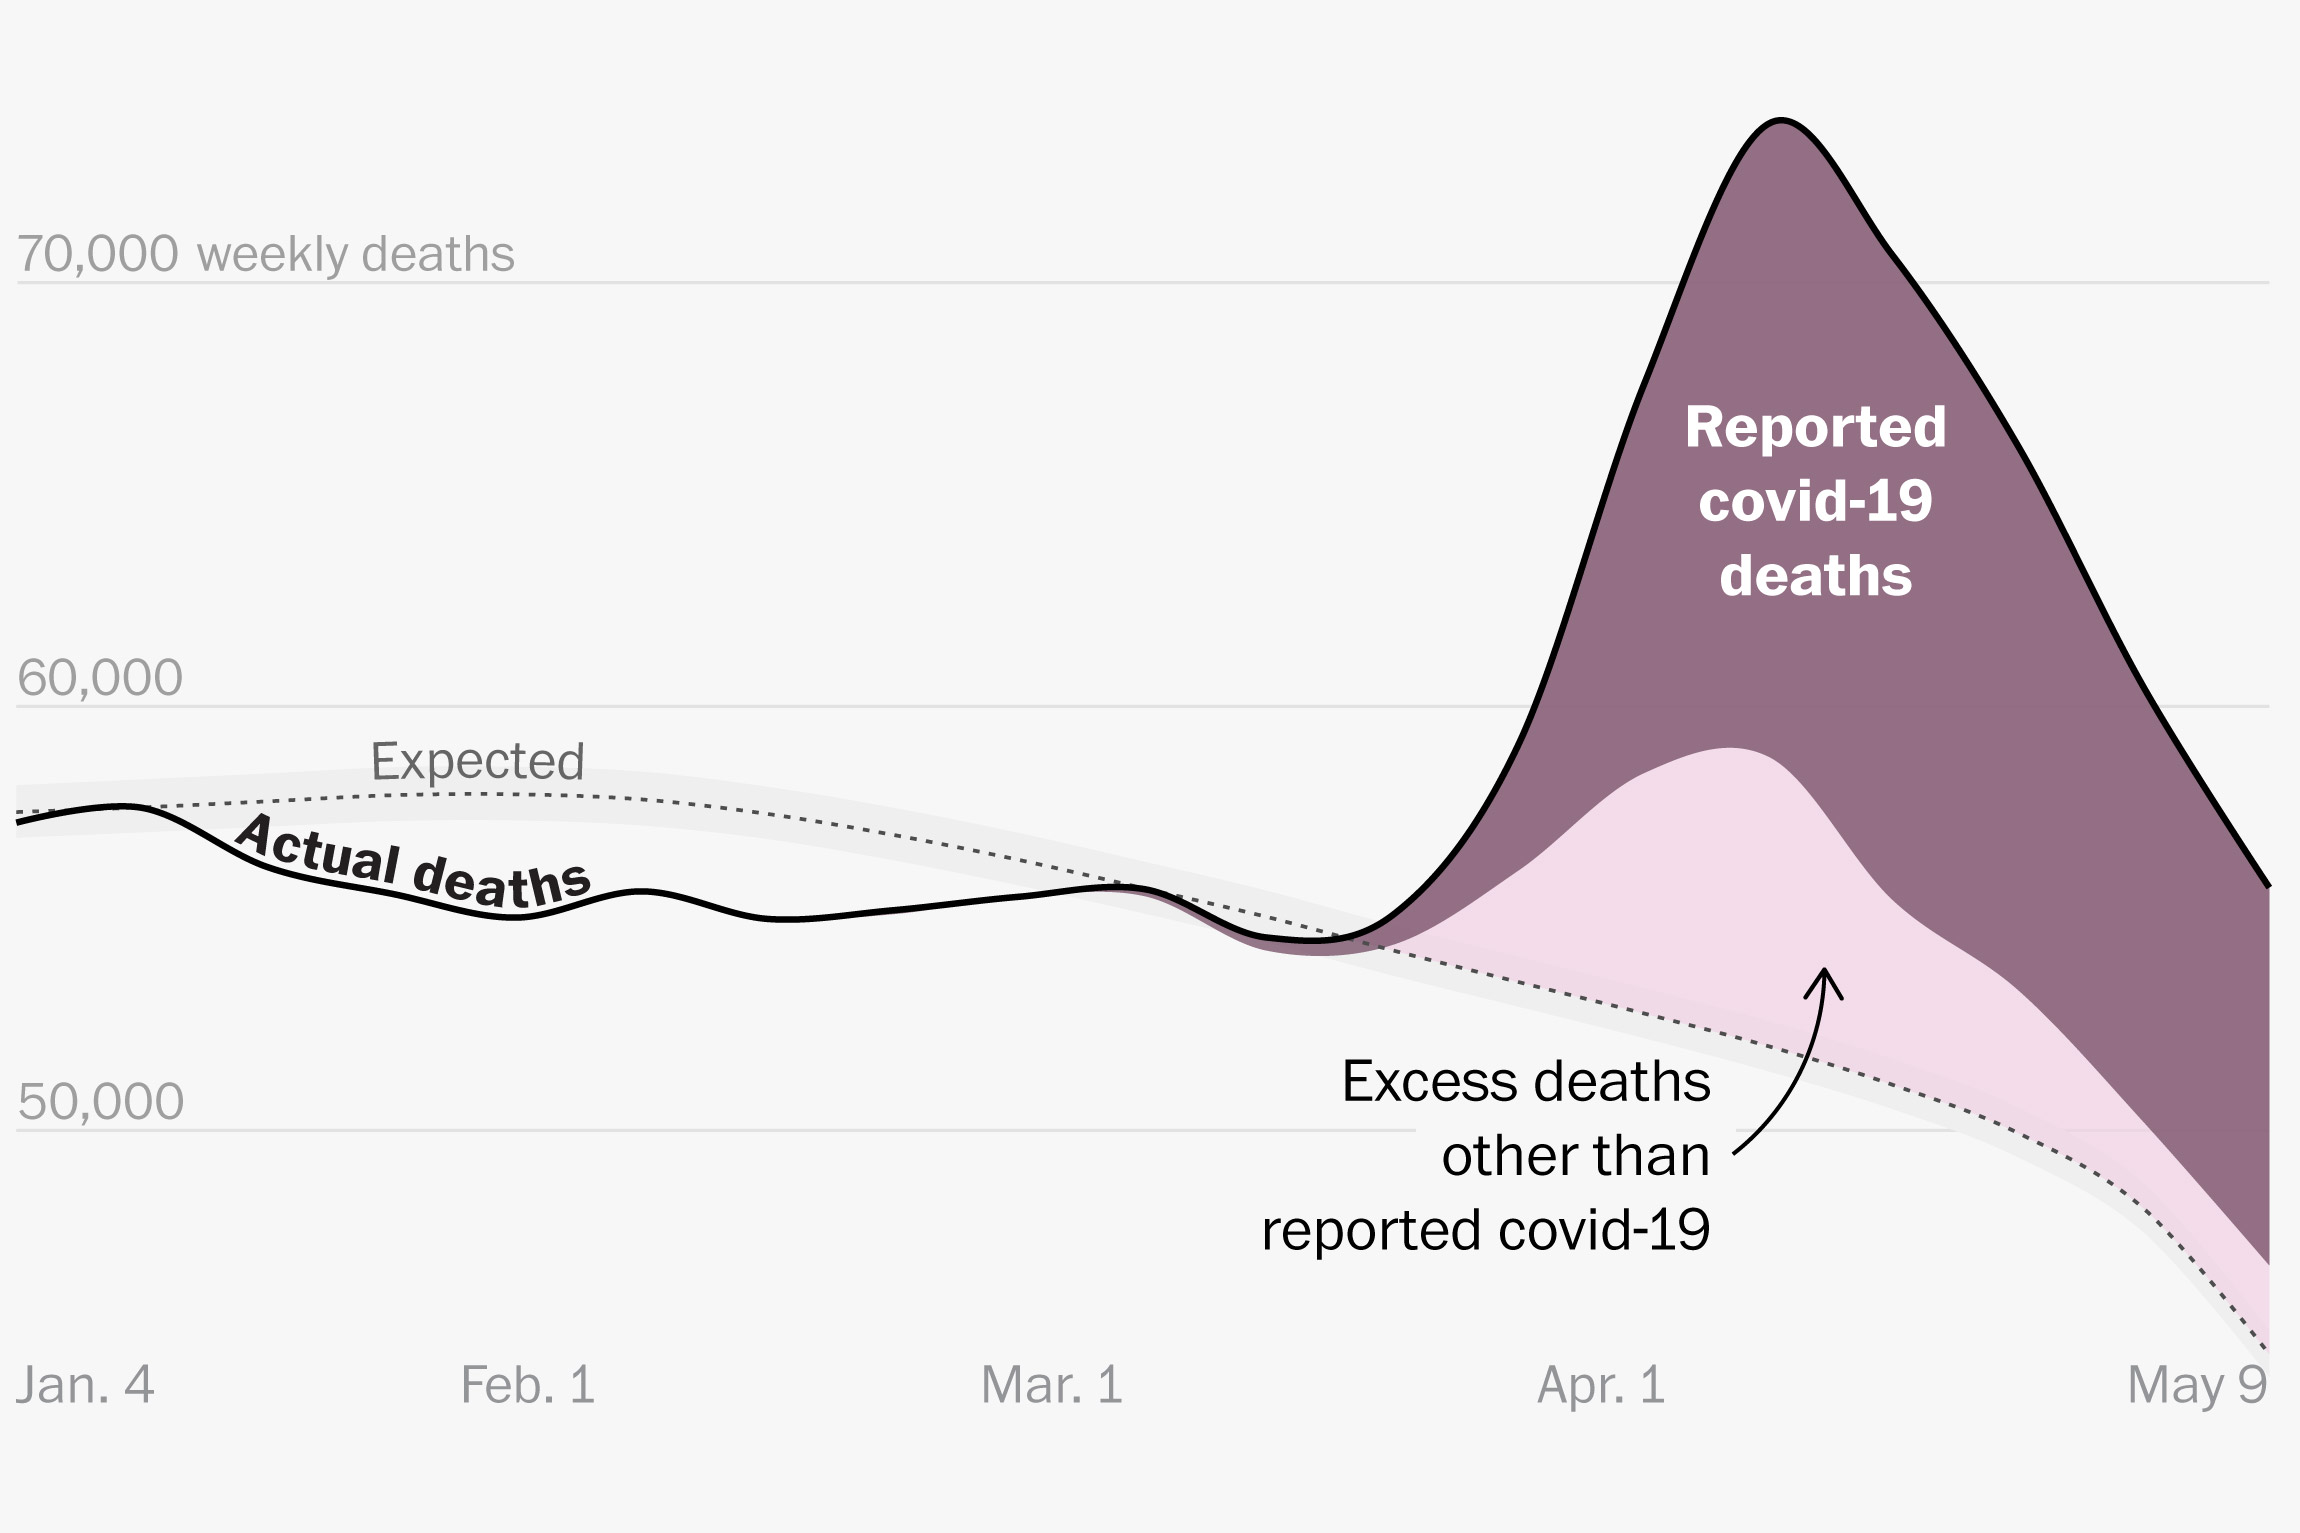 70,000 weekly deaths
Reported
covid-19
deaths
60,000
Expected
Actual deaths
50,000
Excess deaths
other than
reported covid-19
Jan. 4
Feb. 1
Mar. 1
Apr. 1
May 9